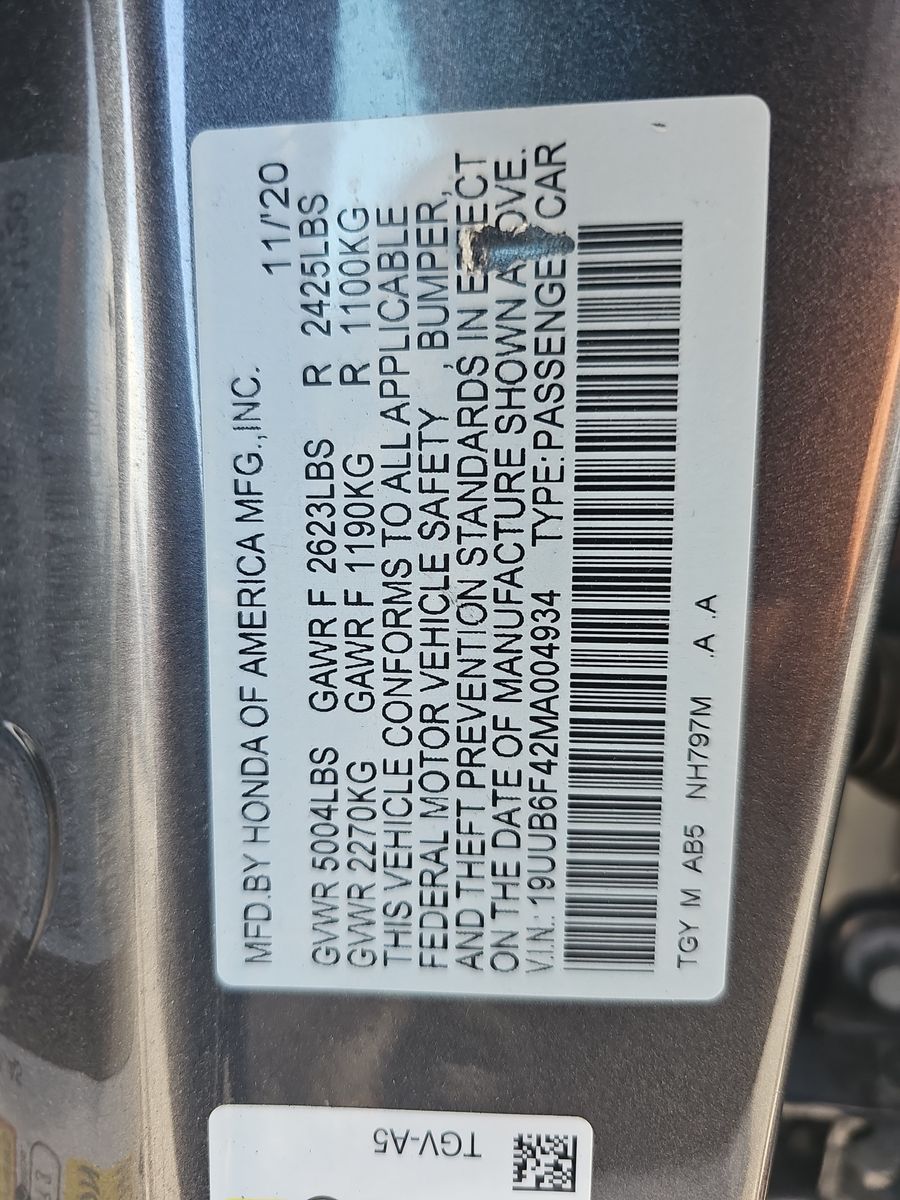 MFD.BY HONDA OF AMERICA MFG.,INC. 11/'20
GVWR 5004LBS GAWR F 2623LBS R 2425LBS
GVWR 2270KG GAWR F 1190KG R 1100KG
THIS VEHICLE CONFORMS TO ALL APPLICABLE
FEDERAL MOTOR VEHICLE SAFETY , BUMPER,
AND THEFT PREVENTION STANDARDS IN
ON THE DATE OF MANUFACTURE SHOWN
V.I.N.: 19UUB6F42MA004934 TYPE:PASSENGER CAR
TGY M AB5 NH797M .A .A
TGV-A5